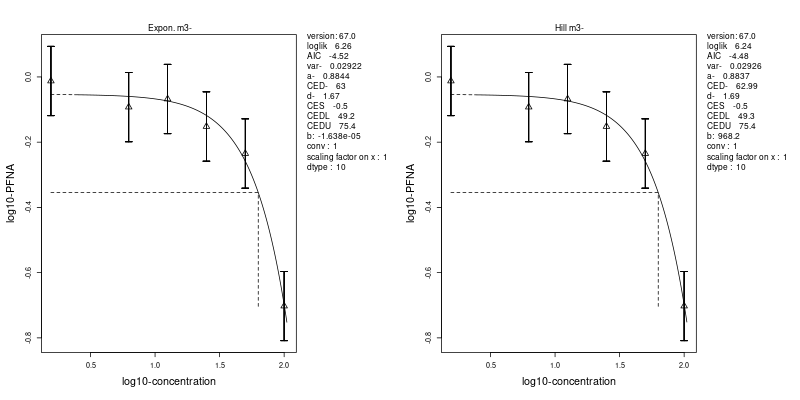 Expon. m3-
version: 67.0
loglik 6.26
AIC -4.52
var- 0.02922
a- 0.8844
CED- 63
d- 1.67
CES -0.5
CEDL 49.2
CEDU 75.4
b: -1.638e-05
conv : 1
scaling factor on x : 1
dtype : 10
0.0
-0.2
-0.4
-0.6
-0.8
log10-PFNA
0.5
1.0
1.5
2.0
log10-concentration
Hill m3-
version: 67.0
loglik 6.24
AIC -4.48
var- 0.02926
a- 0.8837
CED- 62.99
d- 1.69
CES -0.5
CEDL 49.3
CEDU 75.4
b: 968.2
conv : 1
scaling factor on x : 1
dtype : 10
0.0
-0.2
-0.4
-0.6
-0.8
log10-PFNA
0.5
1.0
1.5
2.0
log10-concentration